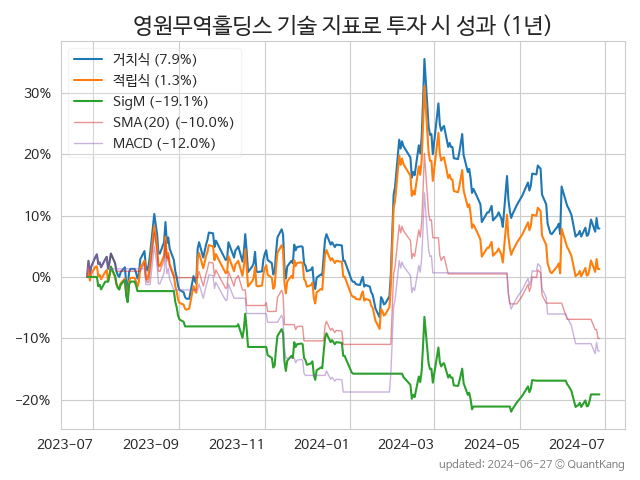 영원무역홀딩스 기술 지표로 투자 시 성과 (1년)
거치식 (7.9%)
적립식 (1.3%)
SigM (−19.1%)
SMA(20) (−10.0%)
MACD (−12.0%)
30%
20%
10%
0%
−10%
−20%
2023-07 2023-09 2023-11 2024-01 2024-03 2024-05 2024-07
updated: 2024-06-27 © QuantKang